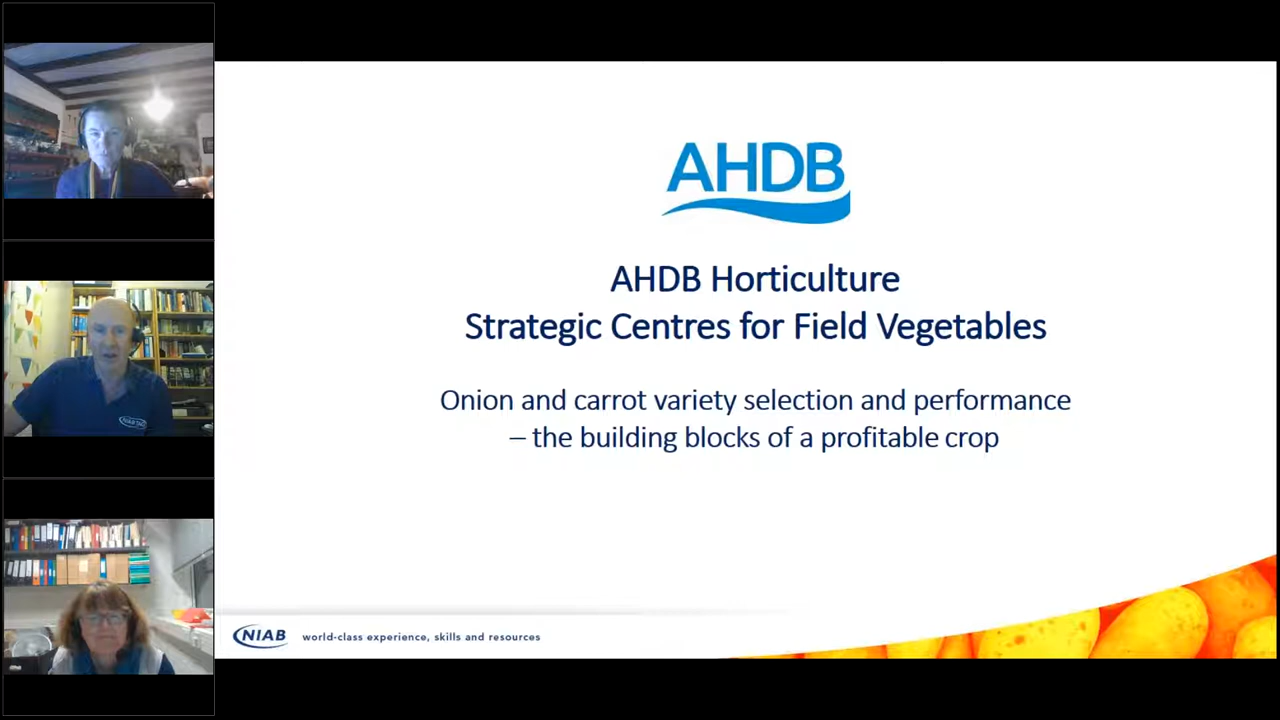 AHDB
AHDB Horticulture
Strategic Centres for Field Vegetables
Onion and carrot variety selection and performance
– the building blocks of a profitable crop
NIAB
world-class experience, skills and resources